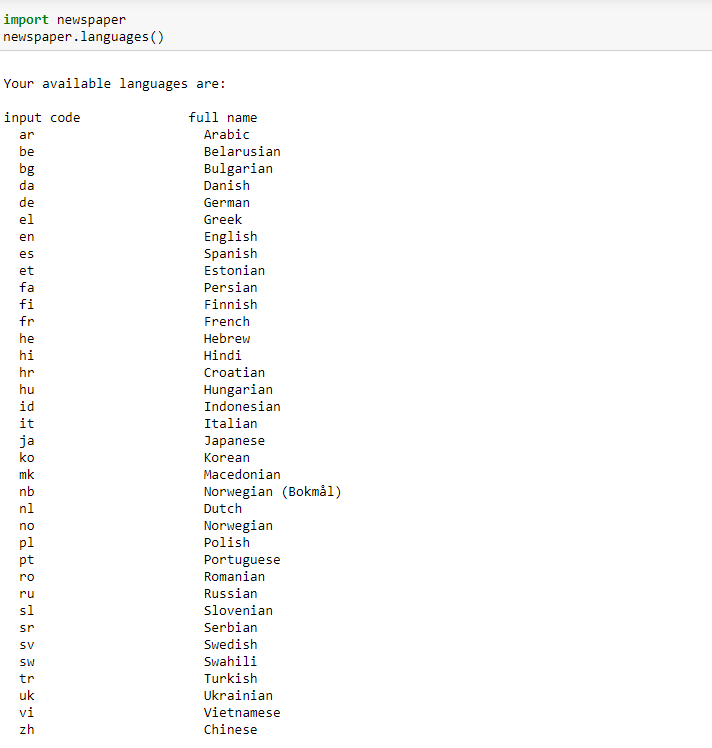 import newspaper
newspaper.languages()
Your available languages are:
input code full name
ar Arabic
be Belarusian
bg Bulgarian
da Danish
de German
el Greek
en English
es Spanish
et Estonian
fa Persian
fi Finnish
fr French
he Hebrew
hi Hindi
hr Croatian
hu Hungarian
id Indonesian
it Italian
ja Japanese
ko Korean
mk Macedonian
nb Norwegian (Bokmål)
nl Dutch
no Norwegian
pl Polish
pt Portuguese
ro Romanian
ru Russian
sl Slovenian
sr Serbian
sv Swedish
sw Swahili
tr Turkish
uk Ukrainian
vi Vietnamese
zh Chinese